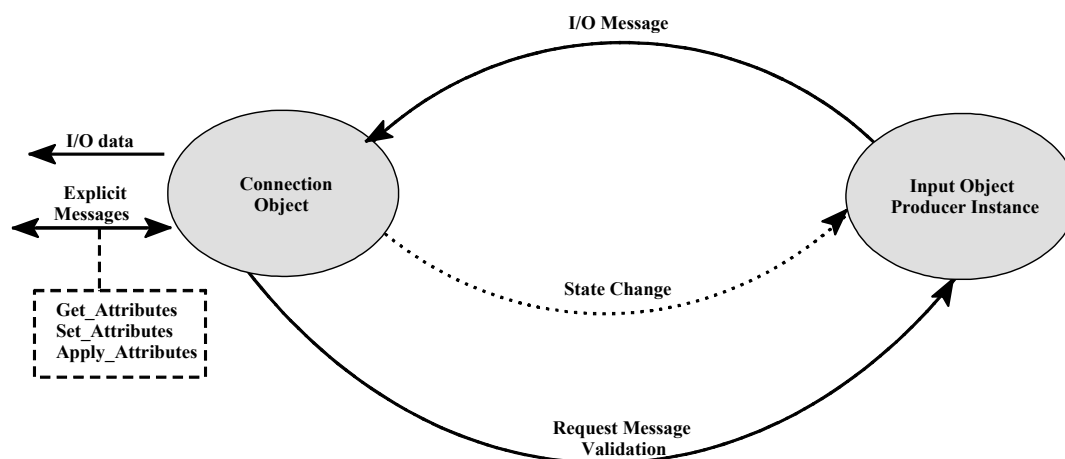 I/O Message
I/O data
Explicit
Messages
Connection
Object
Input Object
Producer Instance
State Change
Get_Attributes
Set_Attributes
Apply_Attributes
Request Message
Validation